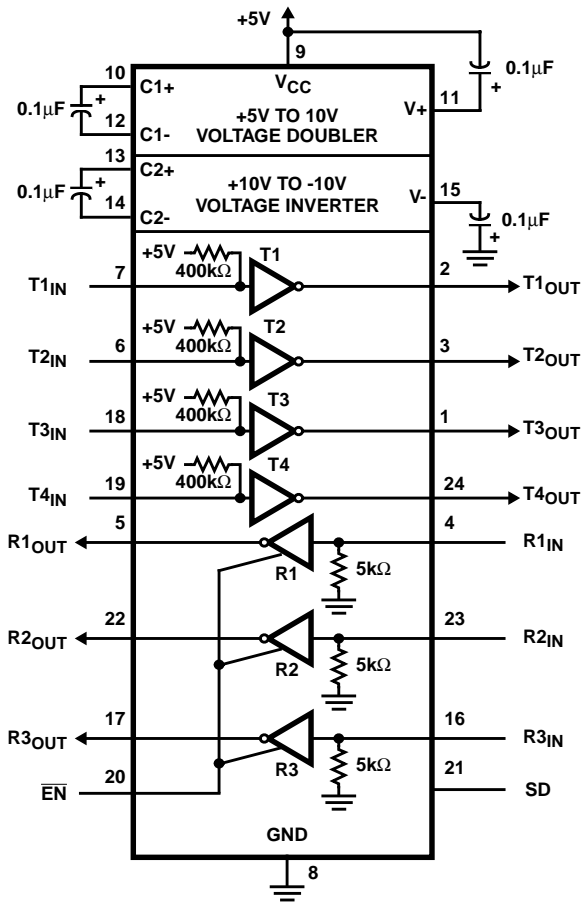 +5V
9
VCC
10
C1+
0.1µF
+
12
C1-
+5V TO 10V
VOLTAGE DOUBLER
V+
11
0.1µF
+
13
C2+
0.1µF
+
14
C2-
+10V TO -10V
VOLTAGE INVERTER
V-
15
0.1µF
+
+5V
400kΩ
T1
T1IN
7
2
T1OUT
+5V
400kΩ
T2
T2IN
6
3
T2OUT
+5V
400kΩ
T3
T3IN
18
1
T3OUT
+5V
400kΩ
T4
T4IN
19
24
T4OUT
R1OUT
5
R1
4
R1IN
5kΩ
R2OUT
22
R2
23
R2IN
5kΩ
R3OUT
17
R3
16
R3IN
5kΩ
EN
20
21
SD
GND
8